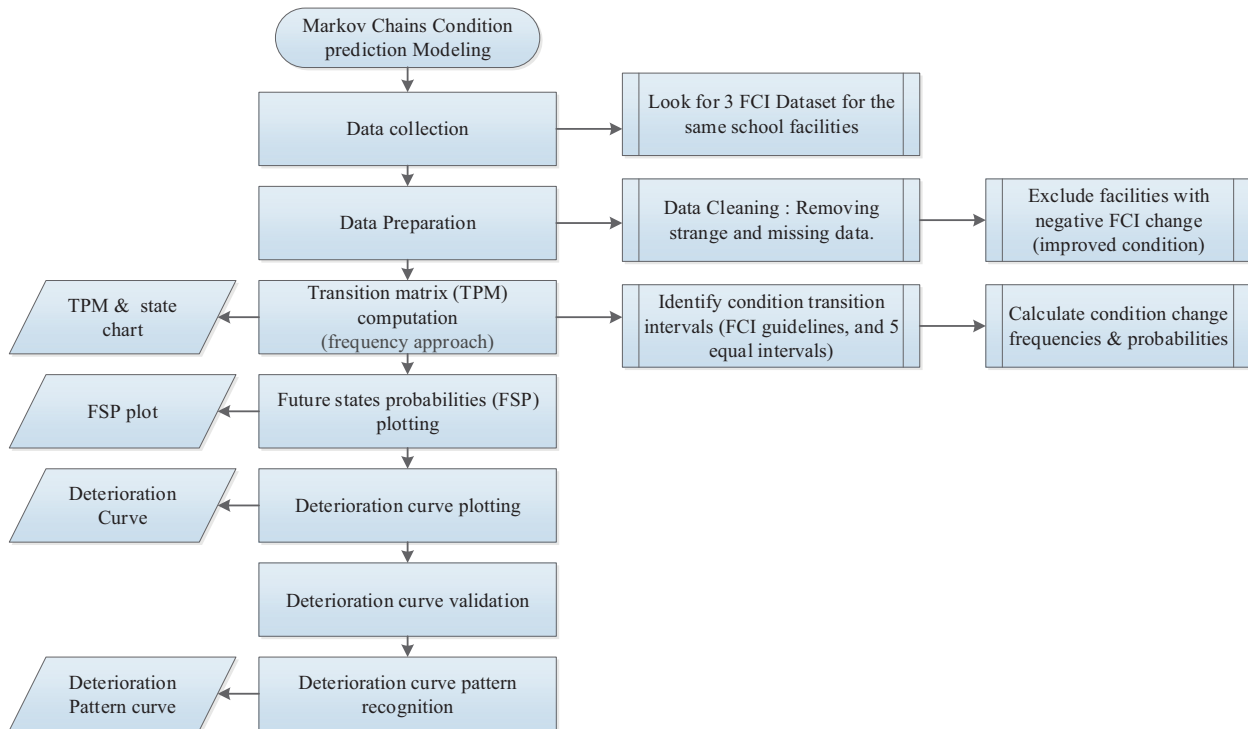 Markov Chains Condition
prediction Modeling
Data collection
Look for 3 FCI Dataset for the
same school facilities
Data Preparation
Data Cleaning : Removing
strange and missing data.
Exclude facilities with
negative FCI change
(improved condition)
TPM & state
chart
Transition matrix (TPM)
computation
(frequency approach)
Identify condition transition
intervals (FCI guidelines, and 5
equal intervals)
Calculate condition change
frequencies & probabilities
FSP plot
Future states probabilities (FSP)
plotting
Deterioration
Curve
Deterioration curve plotting
Deterioration curve validation
Deterioration
Pattern curve
Deterioration curve pattern
recognition